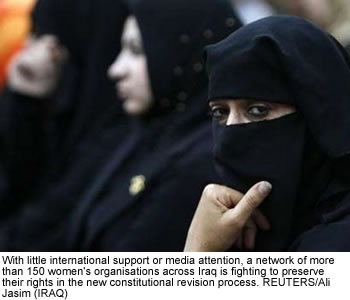 With little international support or media attention, a network of more
than 150 women's organisations across Iraq is fighting to preserve
their rights in the new constitutional revision process. REUTERS/Ali
Jasim (IRAQ)